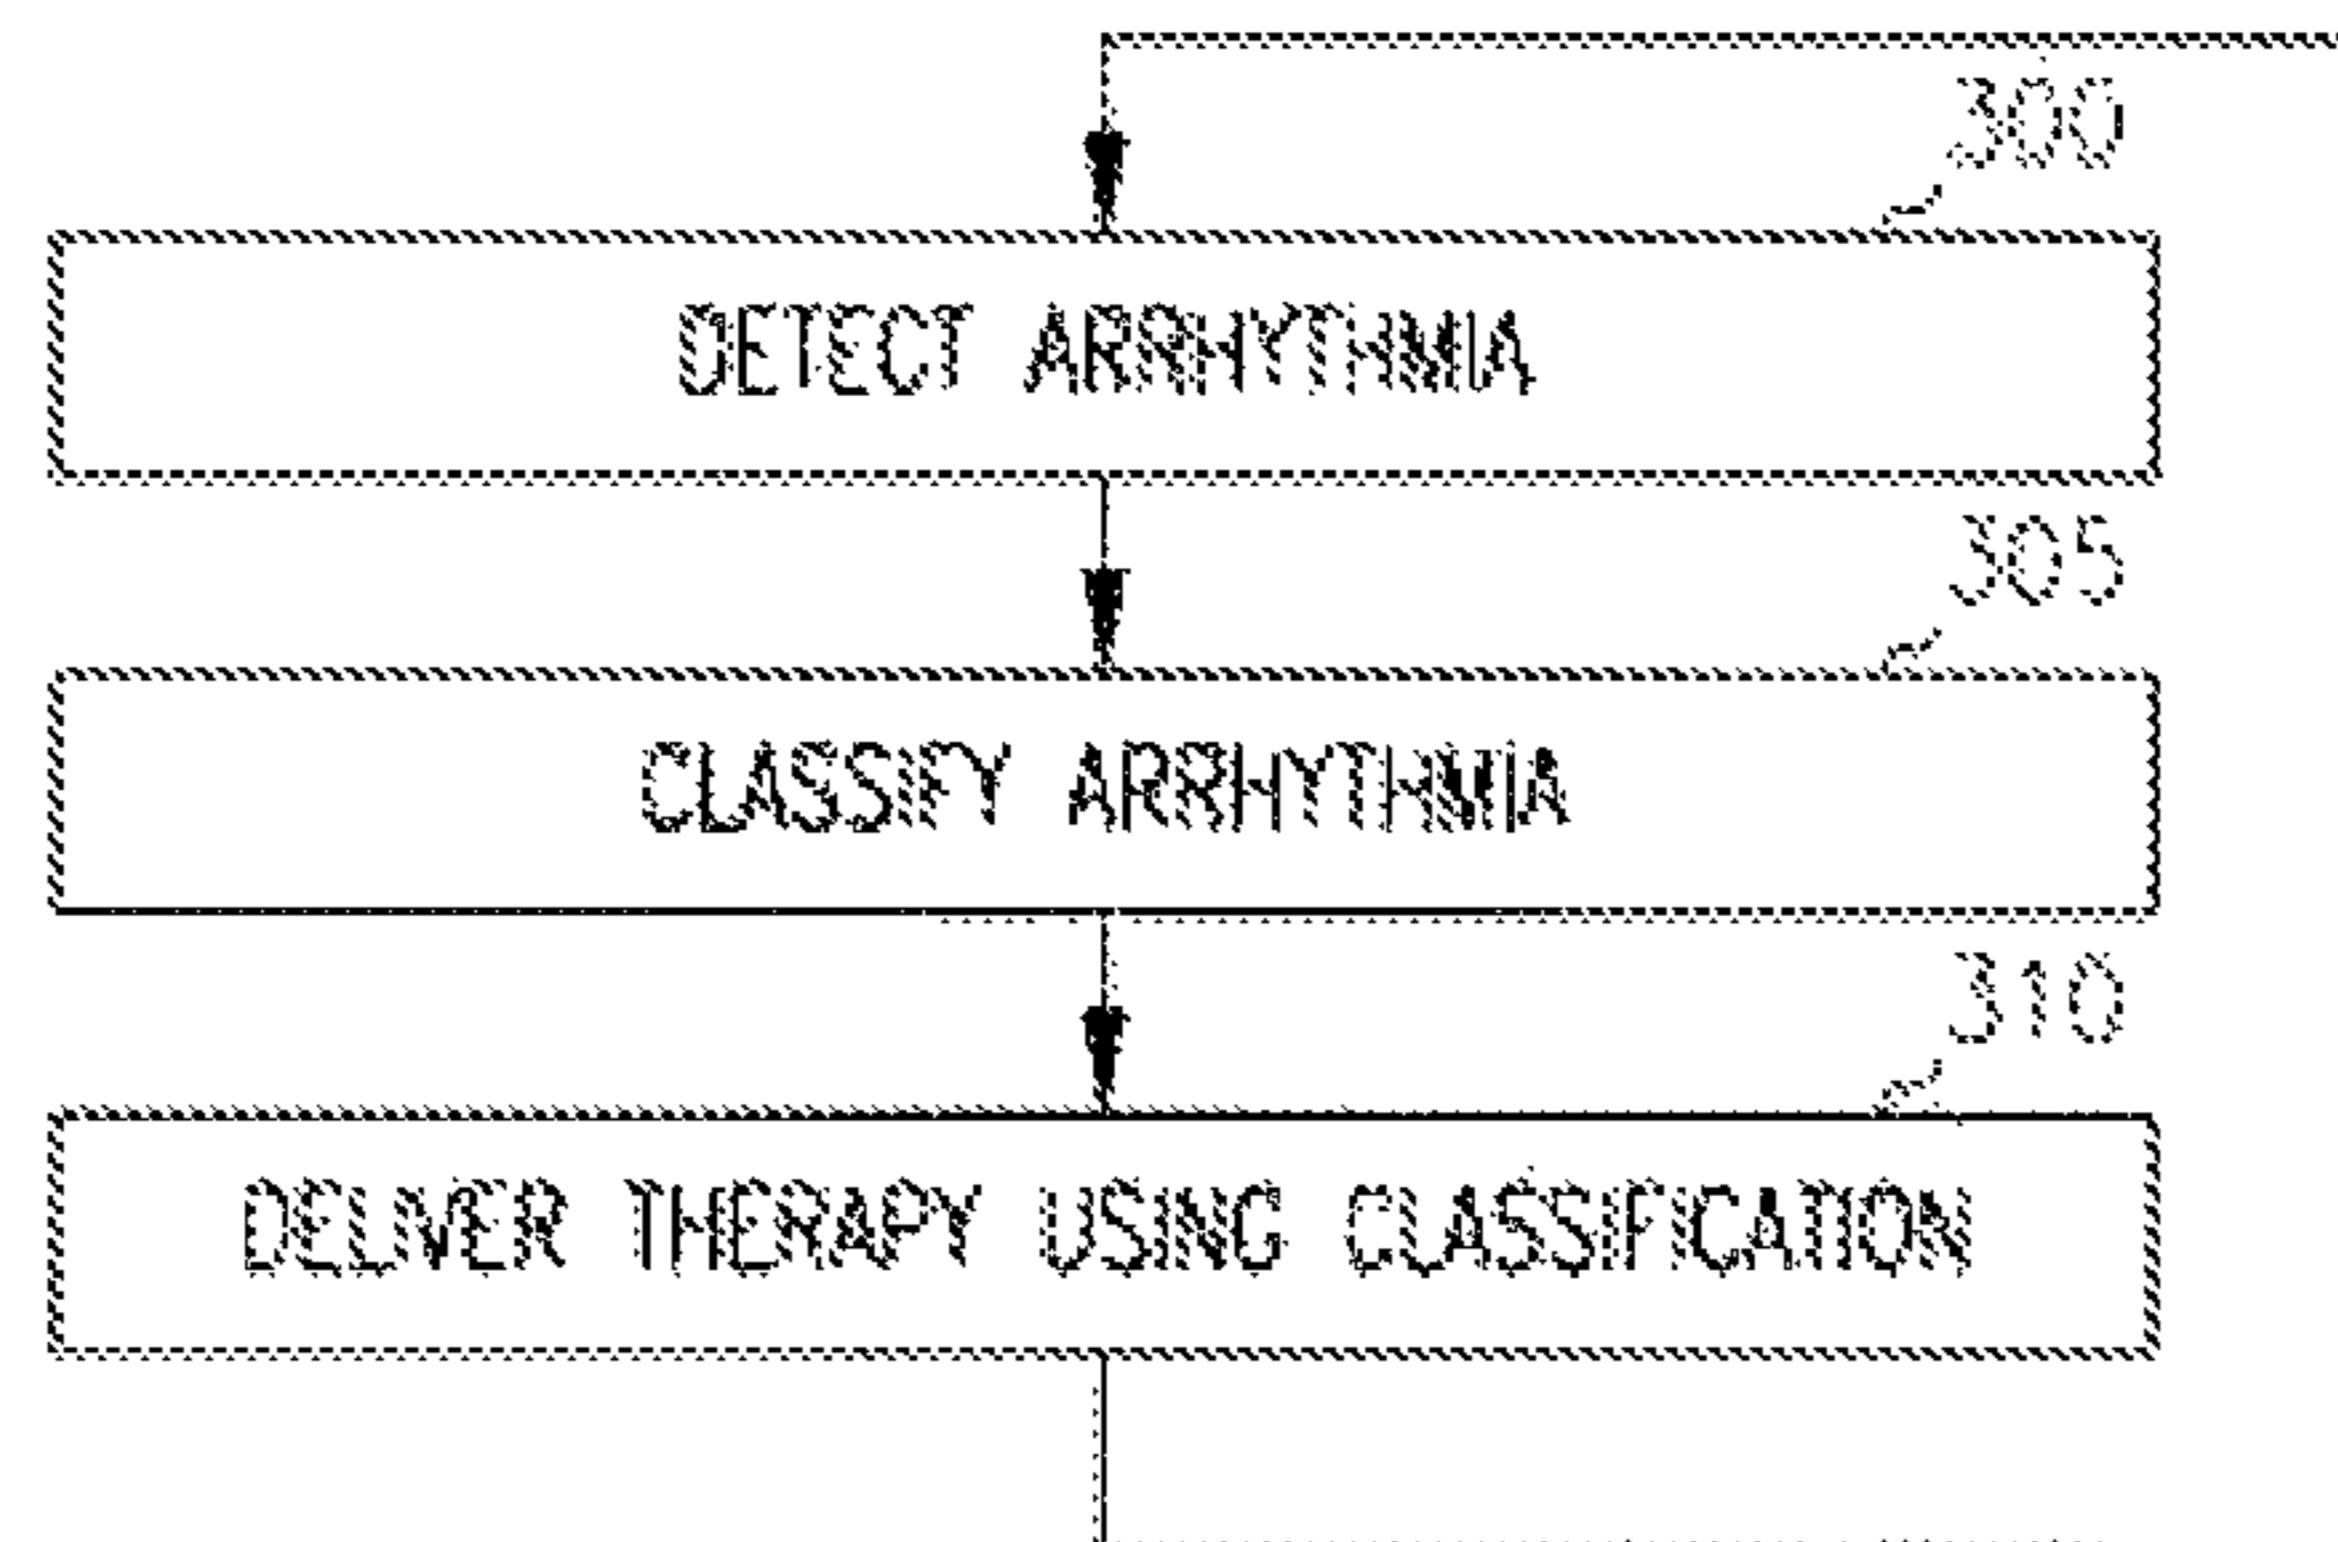 300
DETECT ARRHYTHMIA
305
CLASSIFY ARRHYTHMIA
310
DELIVER THERAPY USING CLASSIFICATION